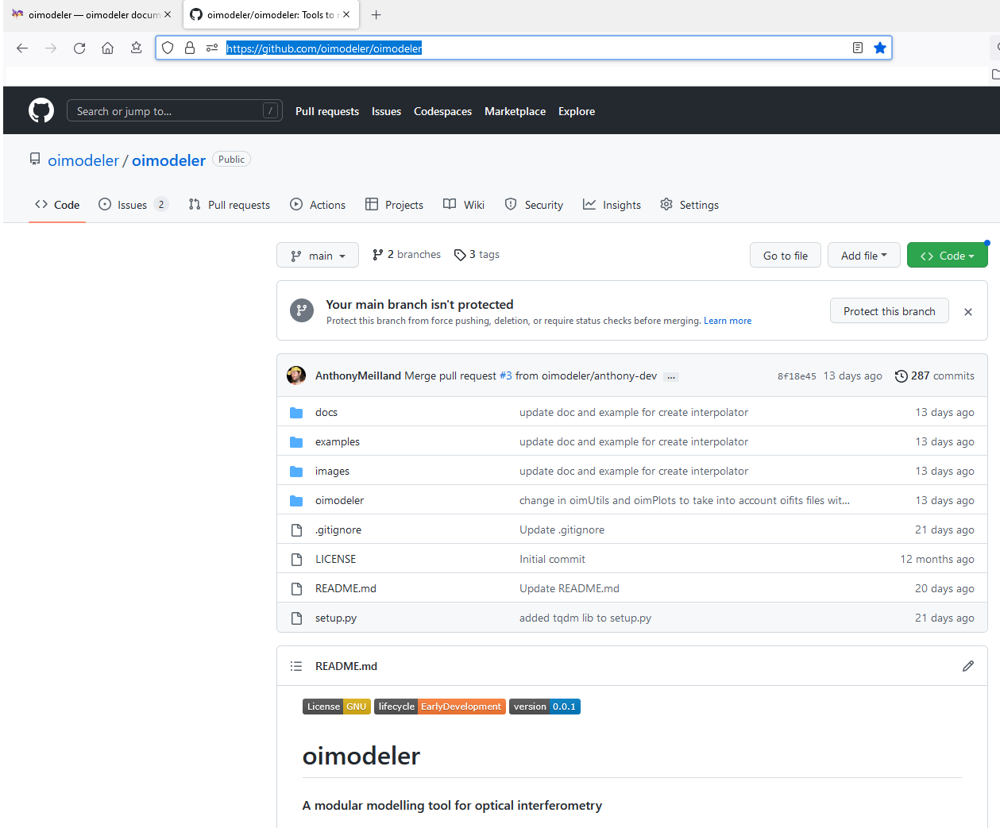 oimodeler — oimodeler docum
oimodeler/oimodeler: Tools to
https://github.com/oimodeler/oimodeler
Search or jump to…
/
Pull requests
Issues
Codespaces
Marketplace
Explore
oimodeler / oimodeler
Public
Code
Issues 2
Pull requests
Actions
Projects
Wiki
Security
Insights
Settings
main
2 branches
3 tags
Go to file
Add file
Code
Your main branch isn't protected
Protect this branch from force pushing, deletion, or require status checks before merging. Learn more
Protect this branch
AnthonyMeilland Merge pull request #3 from oimodeler/anthony-dev ...
8f18e45 13 days ago
287 commits
docs
update doc and example for create interpolator
13 days ago
examples
update doc and example for create interpolator
13 days ago
images
update doc and example for create interpolator
13 days ago
oimodeler
change in oimUtils and oimPlots to take into account oifits files wit…
13 days ago
.gitignore
Update .gitignore
21 days ago
LICENSE
Initial commit
12 months ago
README.md
Update README.md
20 days ago
setup.py
added tqdm lib to setup.py
21 days ago
README.md
License GNU
lifecycle EarlyDevelopment
version 0.0.1
oimodeler
A modular modelling tool for optical interferometry